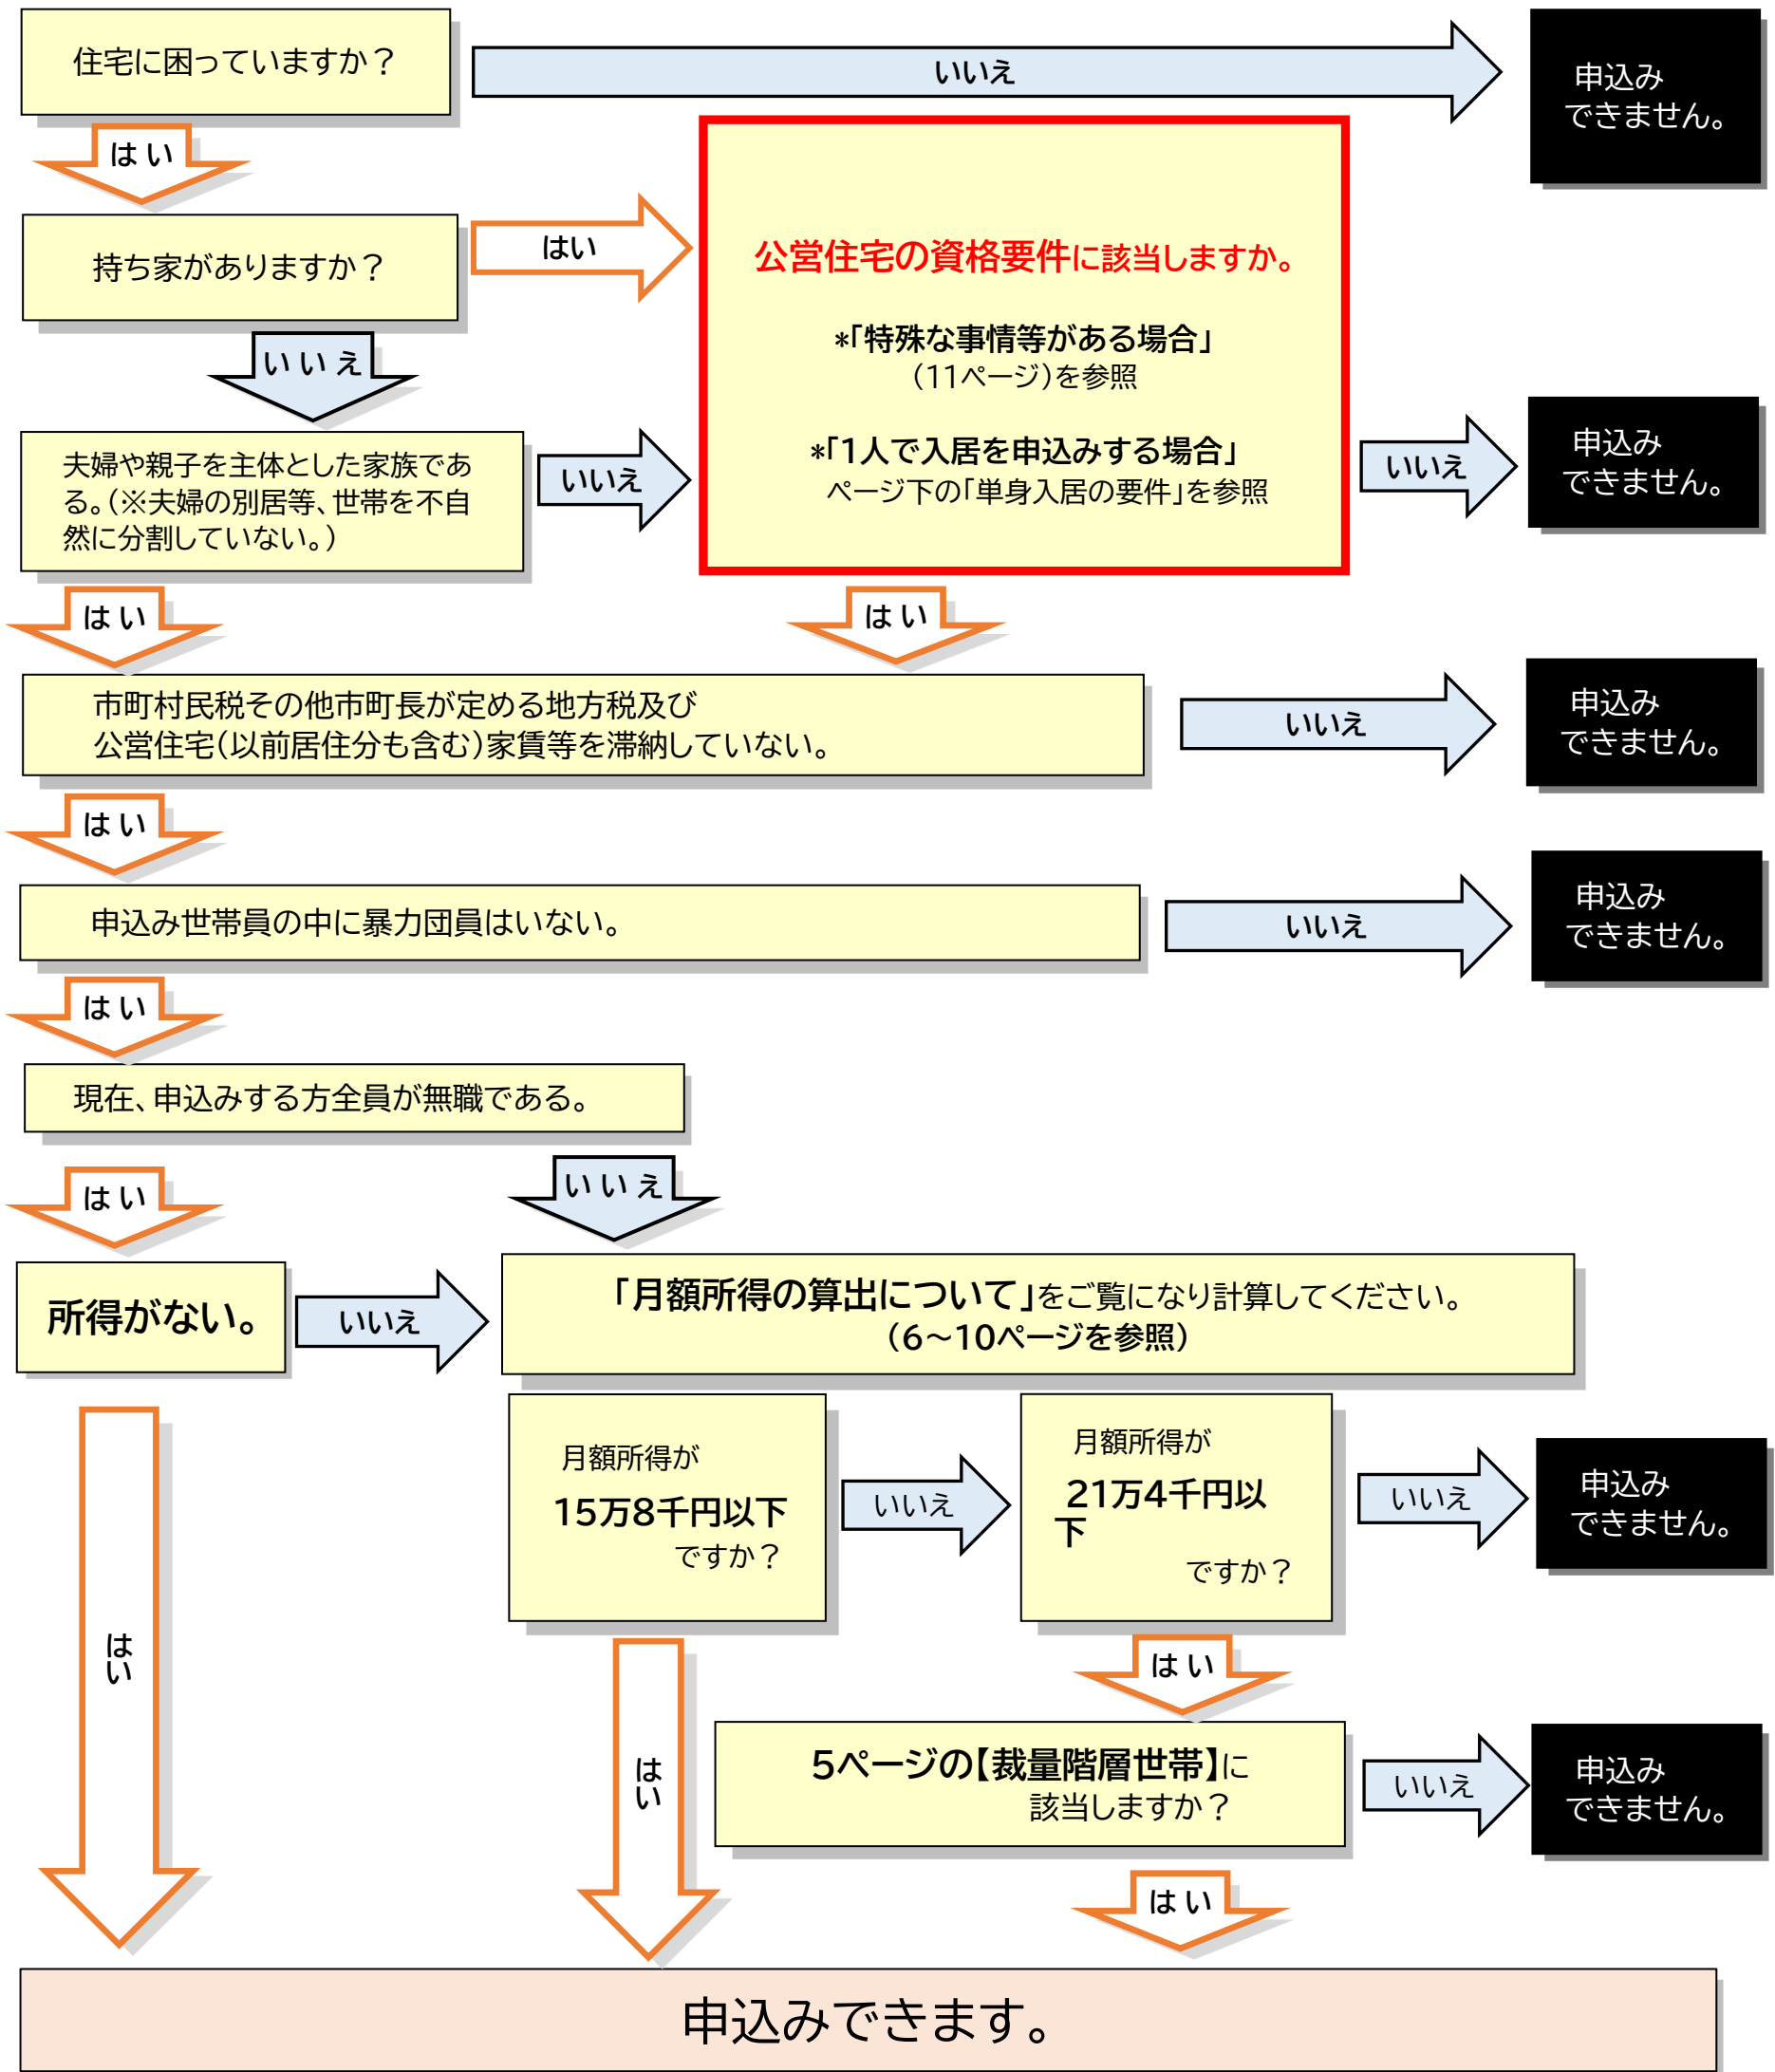 住宅に困っていますか？
いいえ
申込み
できません。
はい
持ち家がありますか？
はい
公営住宅の資格要件に該当しますか。
*「特殊な事情等がある場合」
（11ページ）を参照
*「1人で入居を申込みする場合」
ページ下の「単身入居の要件」を参照
いいえ
夫婦や親子を主体とした家族であ
る。（※夫婦の別居等、世帯を不自
然に分割していない。）
いいえ
いいえ
申込み
できません。
はい
はい
市町村民税その他市町長が定める地方税及び
公営住宅（以前居住分も含む）家賃等を滞納していない。
いいえ
申込み
できません。
はい
申込み世帯員の中に暴力団員はいない。
いいえ
申込み
できません。
はい
現在、申込みする方全員が無職である。
はい
いいえ
所得がない。
いいえ
「月額所得の算出について」をご覧になり計算してください。
（6～10ページを参照）
月額所得が
15万8千円以下
ですか？
いいえ
月額所得が
21万4千円以
下
ですか？
いいえ
申込み
できません。
はい
はい
はい
5ページの【裁量階層世帯】に
該当しますか？
いいえ
申込み
できません。
はい
申込みできます。